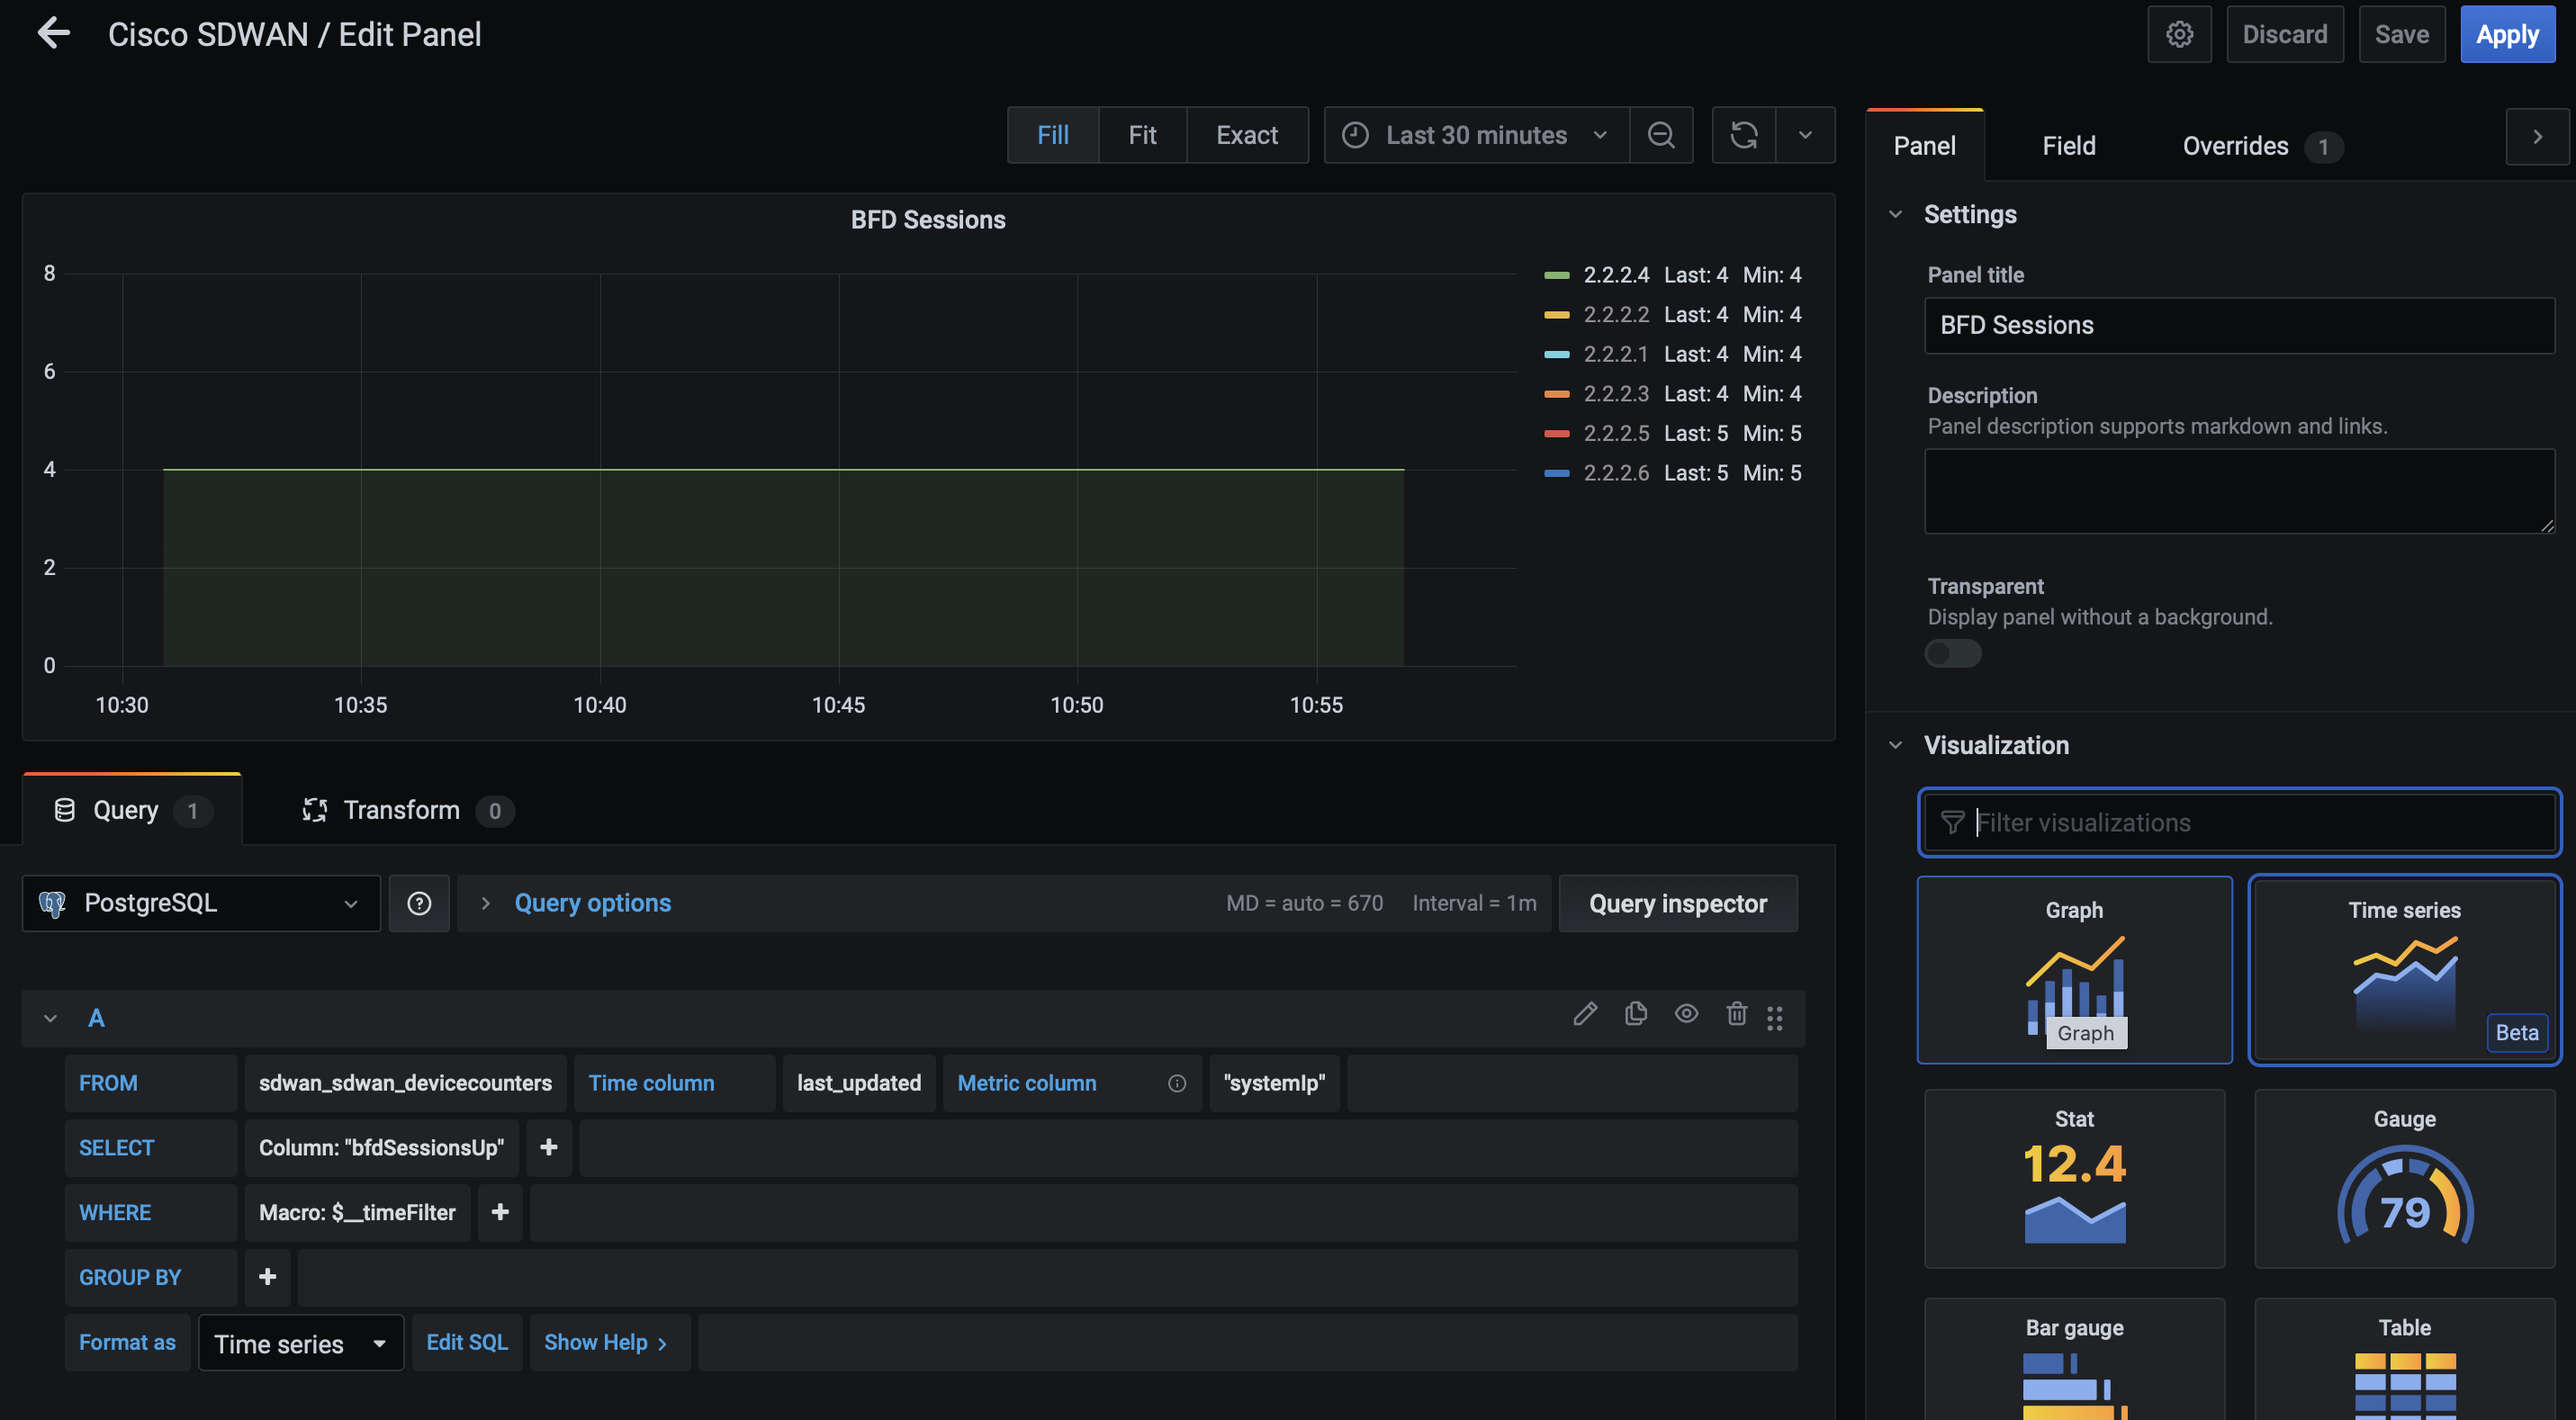 Cisco SDWAN / Edit Panel
Discard
Save
Apply
Fill
Fit
Exact
Last 30 minutes
Panel
Field
Overrides 1
BFD Sessions
8
6
4
2
0
10:30
10:35
10:40
10:45
10:50
10:55
2.2.2.4 Last: 4 Min: 4
2.2.2.2 Last: 4 Min: 4
2.2.2.1 Last: 4 Min: 4
2.2.2.3 Last: 4 Min: 4
2.2.2.5 Last: 5 Min: 5
2.2.2.6 Last: 5 Min: 5
Settings
Panel title
BFD Sessions
Description
Panel description supports markdown and links.
Transparent
Display panel without a background.
Visualization
Filter visualizations
Graph
Graph
Time series
Beta
Stat
12.4
Gauge
79
Bar gauge
Table
Query 1
Transform 0
PostgreSQL
Query options
MD = auto = 670
Interval = 1m
Query inspector
A
FROM sdwan_sdwan_devicecounters Time column last_updated Metric column "systemIp"
SELECT Column: "bfdSessionsUp" +
WHERE Macro: $__timeFilter +
GROUP BY +
Format as Time series Edit SQL Show Help >